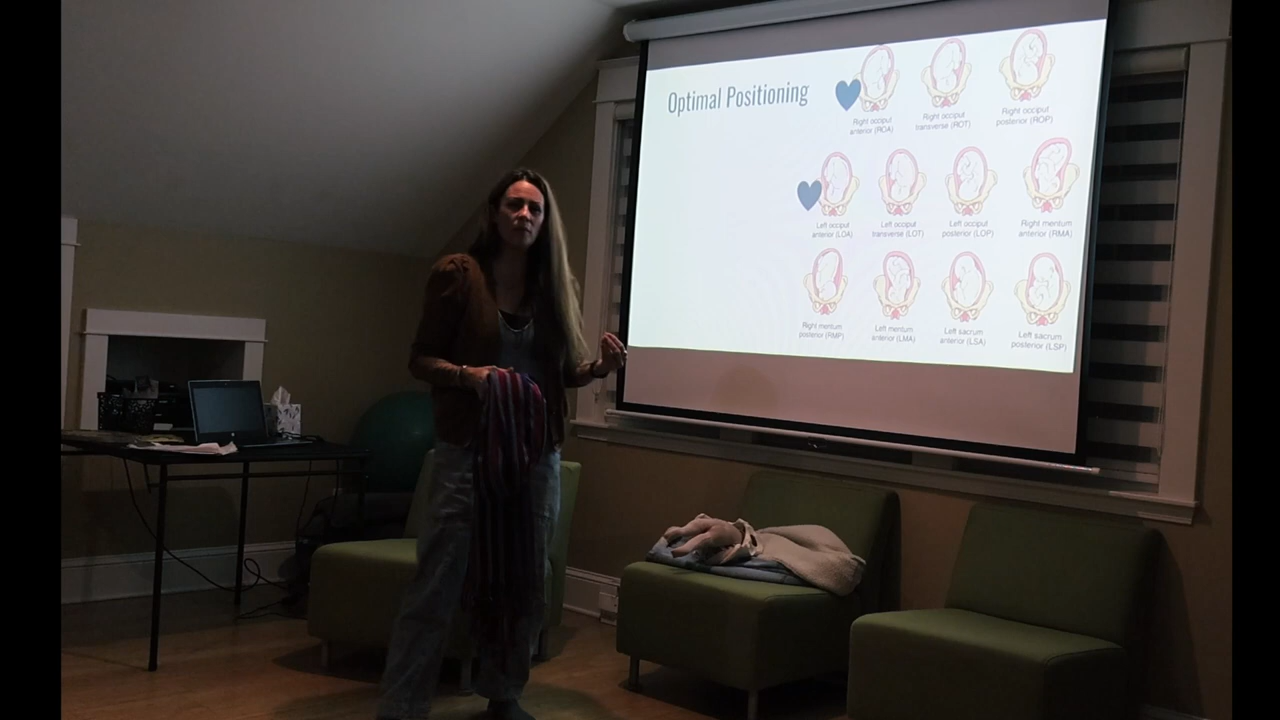 Optimal Positioning
Right occiput
anterior (ROA)
Right occiput
transverse (ROT)
Right occiput
posterior (ROP)
Left occiput
anterior (LOA)
Left occiput
transverse (LOT)
Left occiput
posterior (LOP)
Right mentum
anterior (RMA)
Right mentum
posterior (RMP)
Left mentum
anterior (LMA)
Left sacrum
anterior (LSA)
Left sacrum
posterior (LSP)